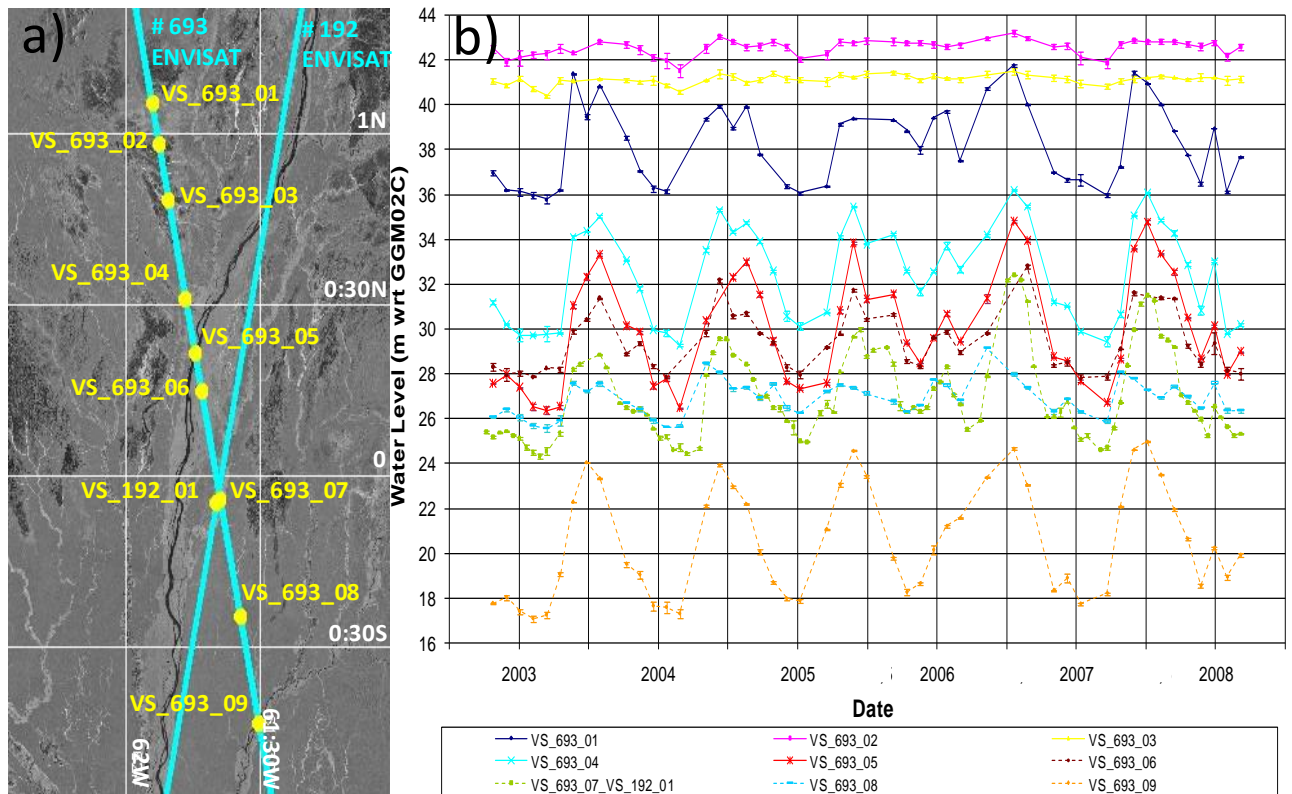 a)
# 693
ENVISAT
# 192
ENVISAT
VS_693_01
1N
VS_693_02
VS_693_03
VS_693_04
0:30N
VS_693_05
VS_693_06
0
VS_192_01
VS_693_07
VS_693_08
0:30S
VS_693_09
62W
61:30W
b)
Water Level (m wrt GGM02C)
44
42
40
38
36
34
32
30
28
26
24
22
20
18
16
2003 2004 2005 2006 2007 2008
Date
VS_693_01 VS_693_02 VS_693_03
VS_693_04 VS_693_05 VS_693_06
VS_693_07_VS_192_01 VS_693_08 VS_693_09